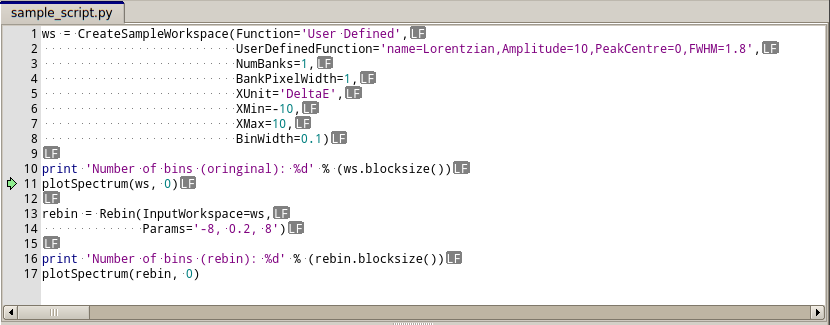 sample_script.py
1 ws = CreateSampleWorkspace(Function='User Defined',LF
2 UserDefinedFunction='name=Lorentzian,Amplitude=10,PeakCentre=0,FWHM=1.8',LF
3 NumBanks=1,LF
4 BankPixelWidth=1,LF
5 XUnit='DeltaE',LF
6 XMin=-10,LF
7 XMax=10,LF
8 BinWidth=0.1)LF
9 LF
10 print 'Number of bins (oringinal): %d' % (ws.blocksize())LF
11 plotSpectrum(ws, 0)LF
12 LF
13 rebin = Rebin(InputWorkspace=ws,LF
14 Params='-8, 0.2, 8')LF
15 LF
16 print 'Number of bins (rebin): %d' % (rebin.blocksize())LF
17 plotSpectrum(rebin, 0)